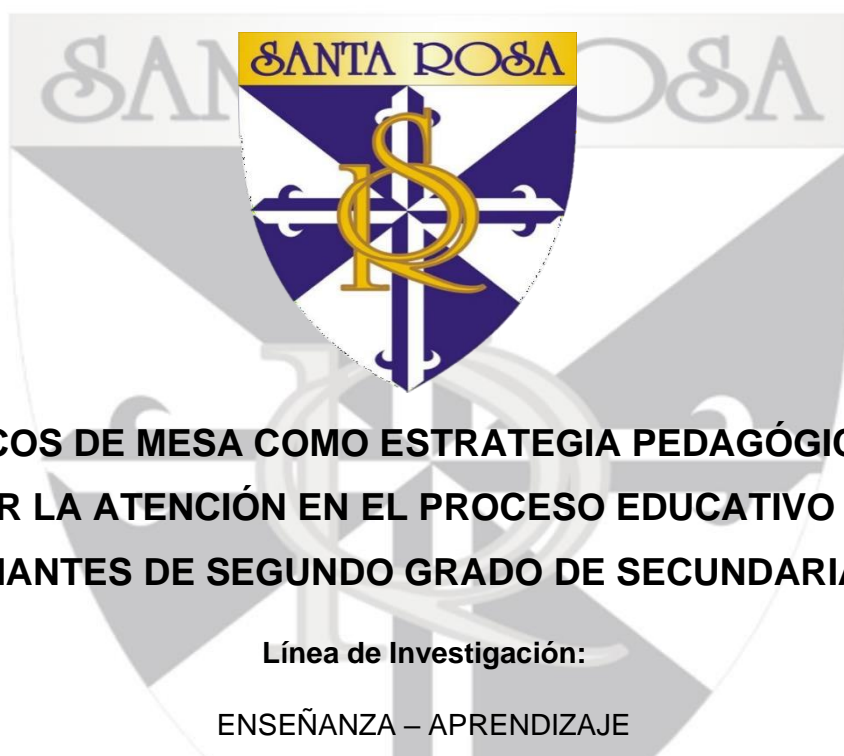 SANTA ROSA
COS DE MESA COMO ESTRATEGIA PEDAGÓGIC
R LA ATENCIÓN EN EL PROCESO EDUCATIVO
IANTES DE SEGUNDO GRADO DE SECUNDARIA
Línea de Investigación:
ENSEÑANZA – APRENDIZAJE